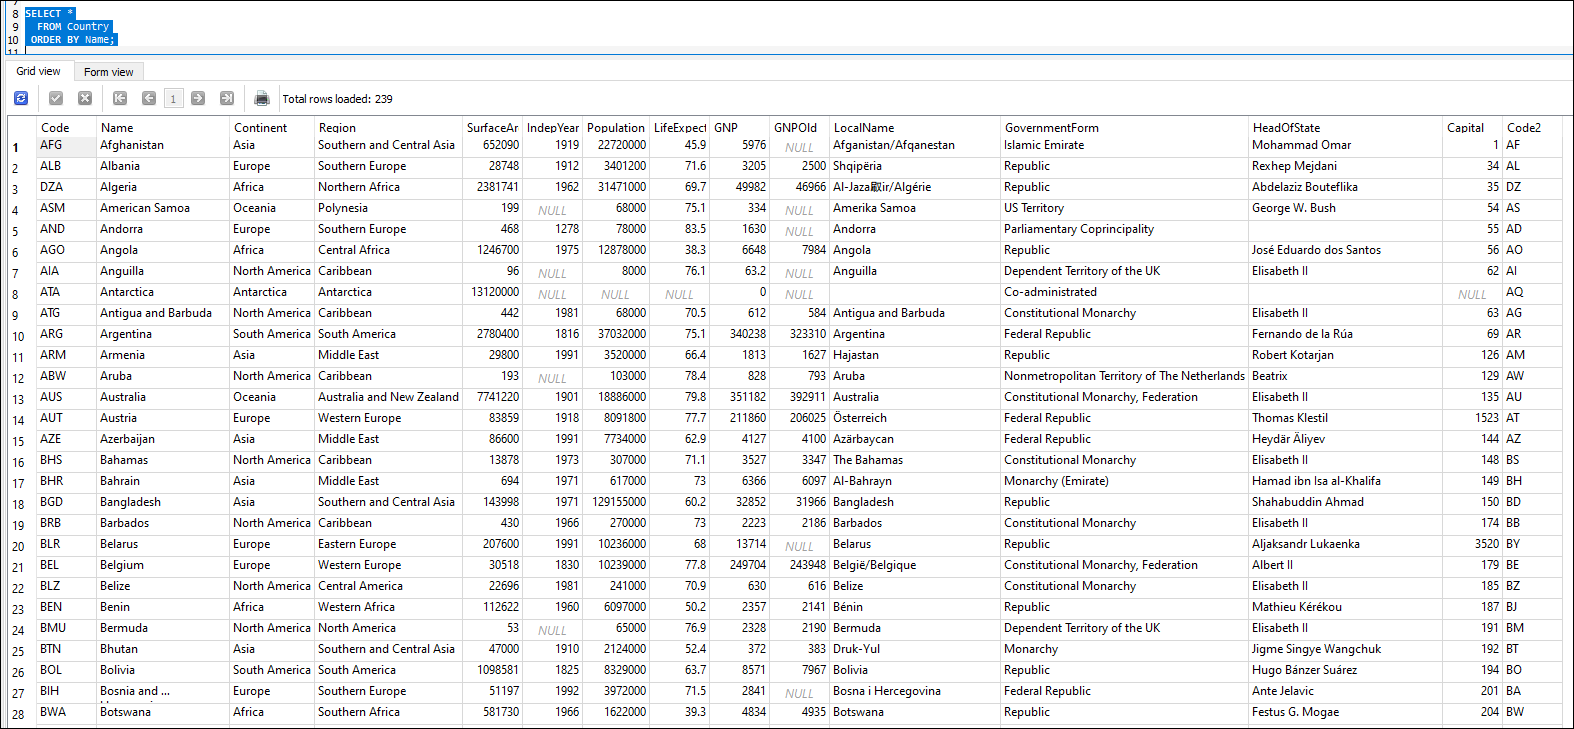 8 SELECT *
9 FROM Country
10 ORDER BY Name;
11
Grid view Form view
1 Total rows loaded: 239
Code Name Continent Region SurfaceAr IndepYear Population LifeExpect GNP GNPOld LocalName GovernmentForm HeadOfState Capital Code2
1 AFG Afghanistan Asia Southern and Central Asia 652090 1919 22720000 45.9 5976 NULL Afganistan/Afqanestan Islamic Emirate Mohammad Omar 1 AF
2 ALB Albania Europe Southern Europe 28748 1912 3401200 71.6 3205 2500 Shqipëria Republic Rexhep Mejdani 34 AL
3 DZA Algeria Africa Northern Africa 2381741 1962 31471000 69.7 49982 46966 Al-Jaza鈥檌r/Algérie Republic Abdelaziz Bouteflika 35 DZ
4 ASM American Samoa Oceania Polynesia 199 NULL 68000 75.1 334 NULL Amerika Samoa US Territory George W. Bush 54 AS
5 AND Andorra Europe Southern Europe 468 1278 78000 83.5 1630 NULL Andorra Parliamentary Coprincipality 55 AD
6 AGO Angola Africa Central Africa 1246700 1975 12878000 38.3 6648 7984 Angola Republic José Eduardo dos Santos 56 AO
7 AIA Anguilla North America Caribbean 96 NULL 8000 76.1 63.2 NULL Anguilla Dependent Territory of the UK Elisabeth II 62 AI
8 ATA Antarctica Antarctica Antarctica 13120000 NULL NULL NULL 0 NULL Co-administrated NULL AQ
9 ATG Antigua and Barbuda North America Caribbean 442 1981 68000 70.5 612 584 Antigua and Barbuda Constitutional Monarchy Elisabeth II 63 AG
10 ARG Argentina South America South America 2780400 1816 37032000 75.1 340238 323310 Argentina Federal Republic Fernando de la Rúa 69 AR
11 ARM Armenia Asia Middle East 29800 1991 3520000 66.4 1813 1627 Hajastan Republic Robert Kotarjan 126 AM
12 ABW Aruba North America Caribbean 193 NULL 103000 78.4 828 793 Aruba Nonmetropolitan Territory of The Netherlands Beatrix 129 AW
13 AUS Australia Oceania Australia and New Zealand 7741220 1901 18886000 79.8 351182 392911 Australia Constitutional Monarchy, Federation Elisabeth II 135 AU
14 AUT Austria Europe Western Europe 83859 1918 8091800 77.7 211860 206025 Österreich Federal Republic Thomas Klestil 1523 AT
15 AZE Azerbaijan Asia Middle East 86600 1991 7734000 62.9 4127 4100 Azärbaycan Federal Republic Heydär Äliyev 144 AZ
16 BHS Bahamas North America Caribbean 13878 1973 307000 71.1 3527 3347 The Bahamas Constitutional Monarchy Elisabeth II 148 BS
17 BHR Bahrain Asia Middle East 694 1971 617000 73 6366 6097 Al-Bahrayn Monarchy (Emirate) Hamad ibn Isa al-Khalifa 149 BH
18 BGD Bangladesh Asia Southern and Central Asia 143998 1971 129155000 60.2 32852 31966 Bangladesh Republic Shahabuddin Ahmad 150 BD
19 BRB Barbados North America Caribbean 430 1966 270000 73 2223 2186 Barbados Constitutional Monarchy Elisabeth II 174 BB
20 BLR Belarus Europe Eastern Europe 207600 1991 10236000 68 13714 NULL Belarus Republic Aljaksandr Lukaenka 3520 BY
21 BEL Belgium Europe Western Europe 30518 1830 10239000 77.8 249704 243948 België/Belgique Constitutional Monarchy, Federation Albert II 179 BE
22 BLZ Belize North America Central America 22696 1981 241000 70.9 630 616 Belize Constitutional Monarchy Elisabeth II 185 BZ
23 BEN Benin Africa Western Africa 112622 1960 6097000 50.2 2357 2141 Bénin Republic Mathieu Kérékou 187 BJ
24 BMU Bermuda North America North America 53 NULL 65000 76.9 2328 2190 Bermuda Dependent Territory of the UK Elisabeth II 191 BM
25 BTN Bhutan Asia Southern and Central Asia 47000 1910 2124000 52.4 372 383 Druk-Yul Monarchy Jigme Singye Wangchuk 192 BT
26 BOL Bolivia South America South America 1098581 1825 8329000 63.7 8571 7967 Bolivia Republic Hugo Bánzer Suárez 194 BO
27 BIH Bosnia and ... Europe Southern Europe 51197 1992 3972000 71.5 2841 NULL Bosna i Hercegovina Federal Republic Ante Jelavic 201 BA
28 BWA Botswana Africa Southern Africa 581730 1966 1622000 39.3 4834 4935 Botswana Republic Festus G. Mogae 204 BW